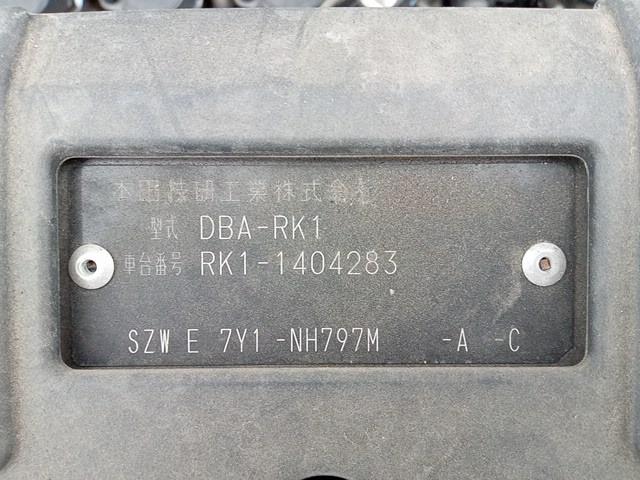 本田技研工業株式会社
型式 DBA-RK1
車台番号 RK1-1404283
SZW E 7Y1 -NH797M -A -C